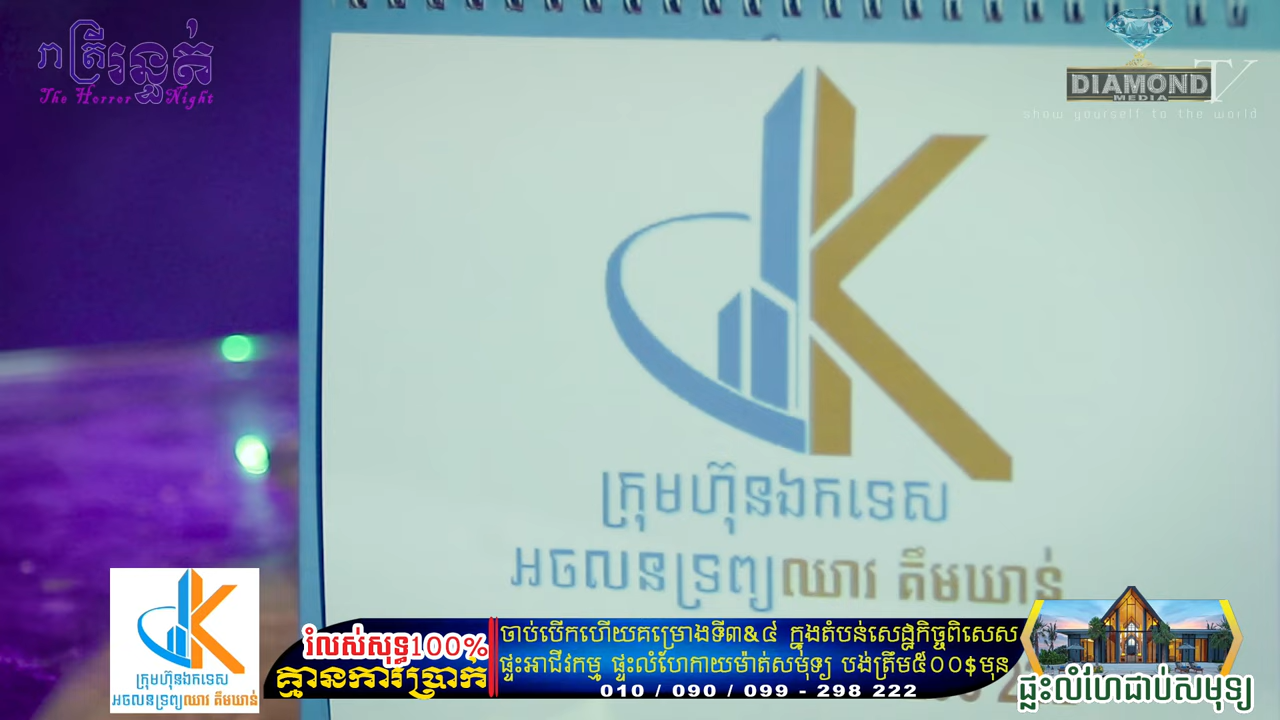 រាត្រីរន្ធត់
The Horror Night
DIAMOND TV
MEDIA
show yourself to the world
ក្រុមហ៊ុនឯកទេស
អចលនទ្រព្យឈាវ គឹមឃាន់
ក្រុមហ៊ុនឯកទេស
អចលនទ្រព្យឈាវ គឹមឃាន់
រំលស់សុទ្ធ100%
គ្មានការប្រាក់
ចាប់បើកហើយគម្រោងទី៣&៤ ក្នុងតំបន់សេដ្ឋកិច្ចពិសេស
ផ្ទះអាជីវកម្ម ផ្ទះលំហែកាយម៉ាត់សមុទ្យ បង់ត្រឹម៥០០$មុន
010 / 090 / 099 - 298 222
ផ្លះលំហែជាប់សមុទ្យ